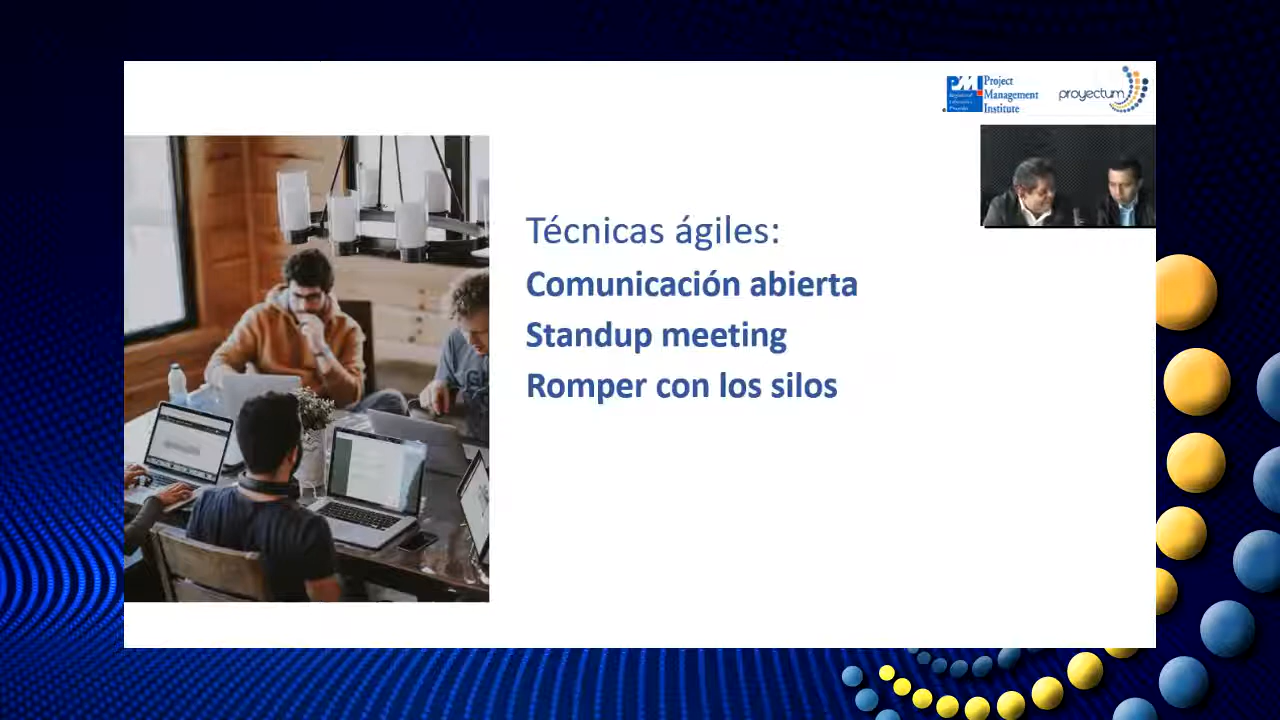 Project
Management
Institute
proyectum
Técnicas ágiles:
Comunicación abierta
Standup meeting
Romper con los silos